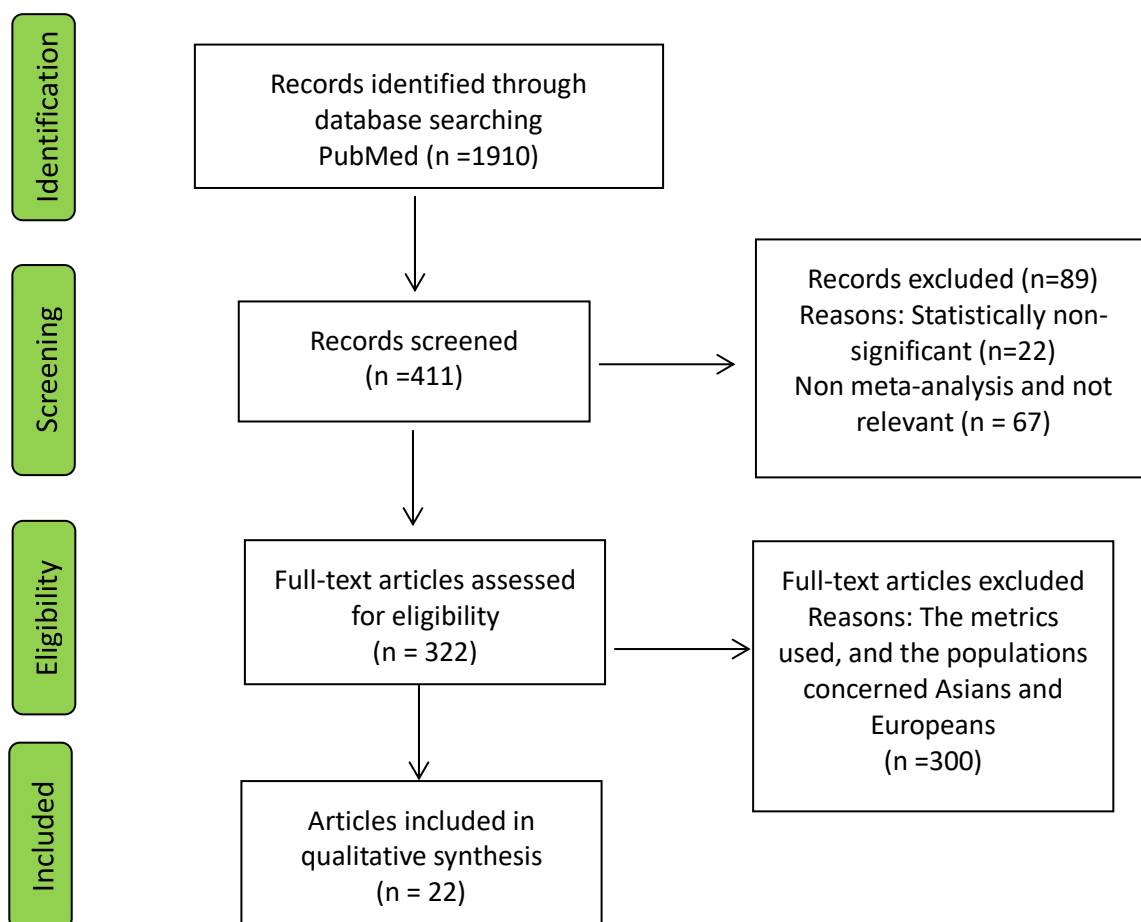 Identification
Records identified through
database searching
PubMed (n =1910)
Screening
Records screened
(n =411)
Records excluded (n=89)
Reasons: Statistically non-
significant (n=22)
Non meta-analysis and not
relevant (n = 67)
Eligibility
Full-text articles assessed
for eligibility
(n = 322)
Full-text articles excluded
Reasons: The metrics
used, and the populations
concerned Asians and
Europeans
(n =300)
Included
Articles included in
qualitative synthesis
(n = 22)